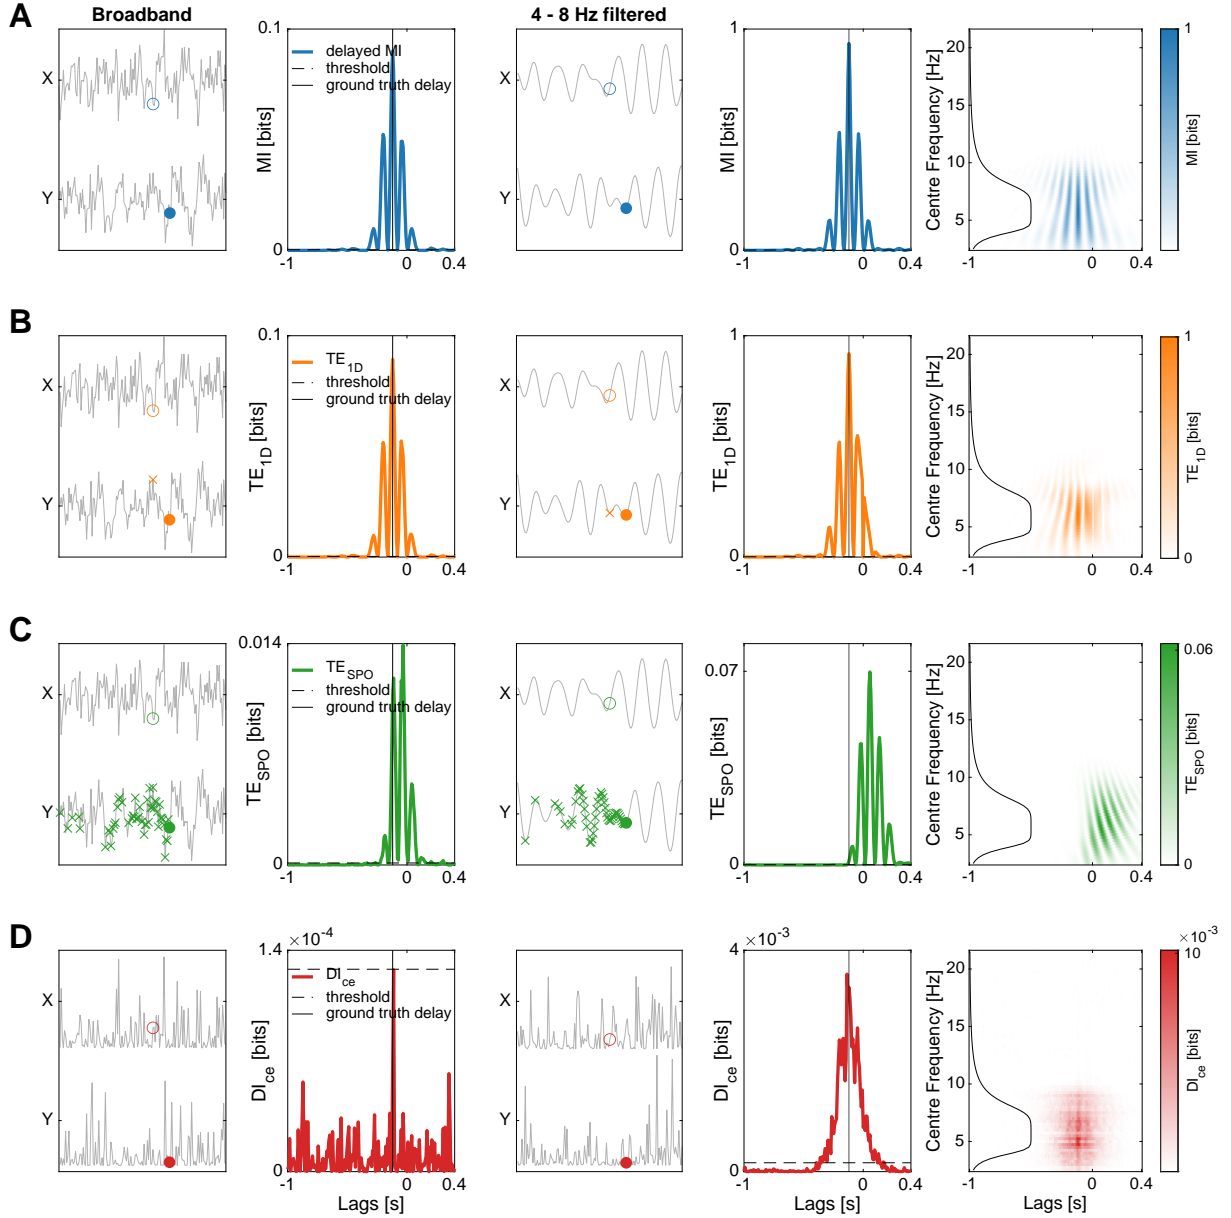 A
Broadband
4 - 8 Hz filtered
X
Y
MI [bits]
0.1
0
delayed MI
threshold
ground truth delay
-1
0
0.4
X
Y
MI [bits]
1
0
-1
0
0.4
Centre Frequency [Hz]
20
15
10
5
-1
0
0.4
1
0
MI [bits]
B
X
Y
TE1D [bits]
0.1
0
TE1D
threshold
ground truth delay
-1
0
0.4
X
Y
TE1D [bits]
1
0
-1
0
0.4
Centre Frequency [Hz]
20
15
10
5
-1
0
0.4
1
0
TE1D [bits]
C
X
Y
TESPO [bits]
0.014
0
TESPO
threshold
ground truth delay
-1
0
0.4
X
Y
TESPO [bits]
0.07
0
-1
0
0.4
Centre Frequency [Hz]
20
15
10
5
-1
0
0.4
0.06
0
TESPO [bits]
D
X
Y
DIce [bits]
×10-4
1.4
0
DIce
threshold
ground truth delay
-1
0
0.4
Lags [s]
X
Y
DIce [bits]
×10-3
4
0
-1
0
0.4
Lags [s]
Centre Frequency [Hz]
20
15
10
5
-1
0
0.4
Lags [s]
×10-3
10
0
DIce [bits]